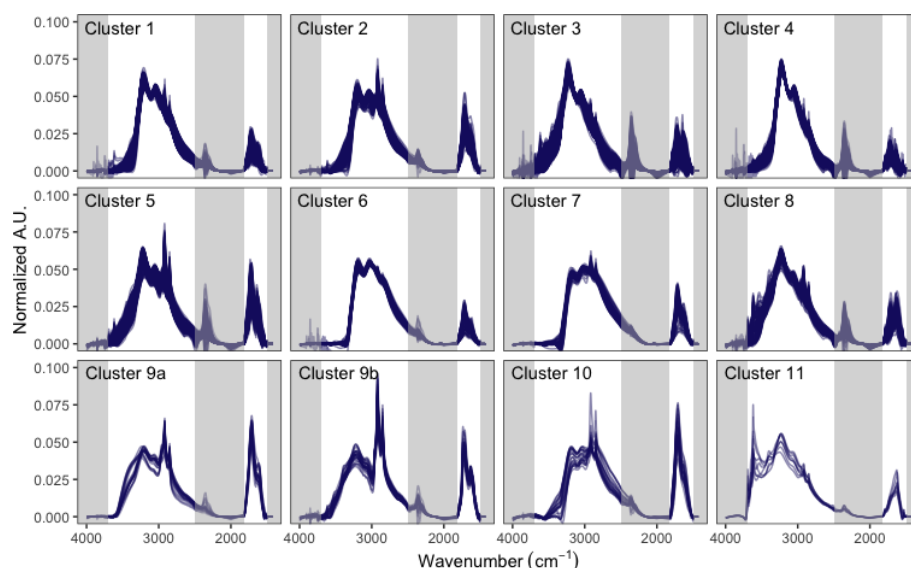 Cluster 1 Cluster 2 Cluster 3 Cluster 4
0.100
0.075
0.050
0.025
0.000
Cluster 5 Cluster 6 Cluster 7 Cluster 8
0.100
0.075
0.050
0.025
0.000
Cluster 9a Cluster 9b Cluster 10 Cluster 11
0.100
0.075
0.050
0.025
0.000
Normalized A.U.
4000 3000 2000 4000 3000 2000 4000 3000 2000 4000 3000 2000
Wavenumber (cm⁻¹)